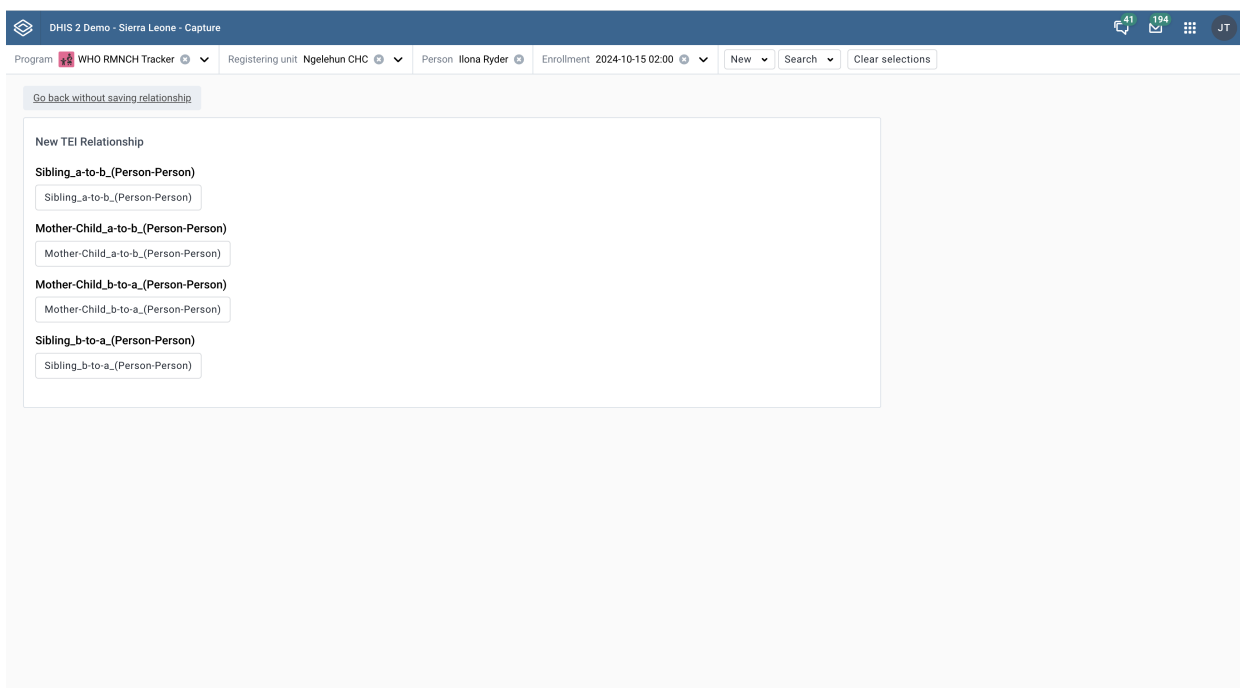 DHIS 2 Demo - Sierra Leone - Capture 41 194 JT
Program WHO RMNCH Tracker Registering unit Ngelehun CHC Person Ilona Ryder Enrollment 2024-10-15 02:00 New Search Clear selections
Go back without saving relationship
New TEI Relationship
Sibling_a-to-b_(Person-Person)
Sibling_a-to-b_(Person-Person)
Mother-Child_a-to-b_(Person-Person)
Mother-Child_a-to-b_(Person-Person)
Mother-Child_b-to-a_(Person-Person)
Mother-Child_b-to-a_(Person-Person)
Sibling_b-to-a_(Person-Person)
Sibling_b-to-a_(Person-Person)